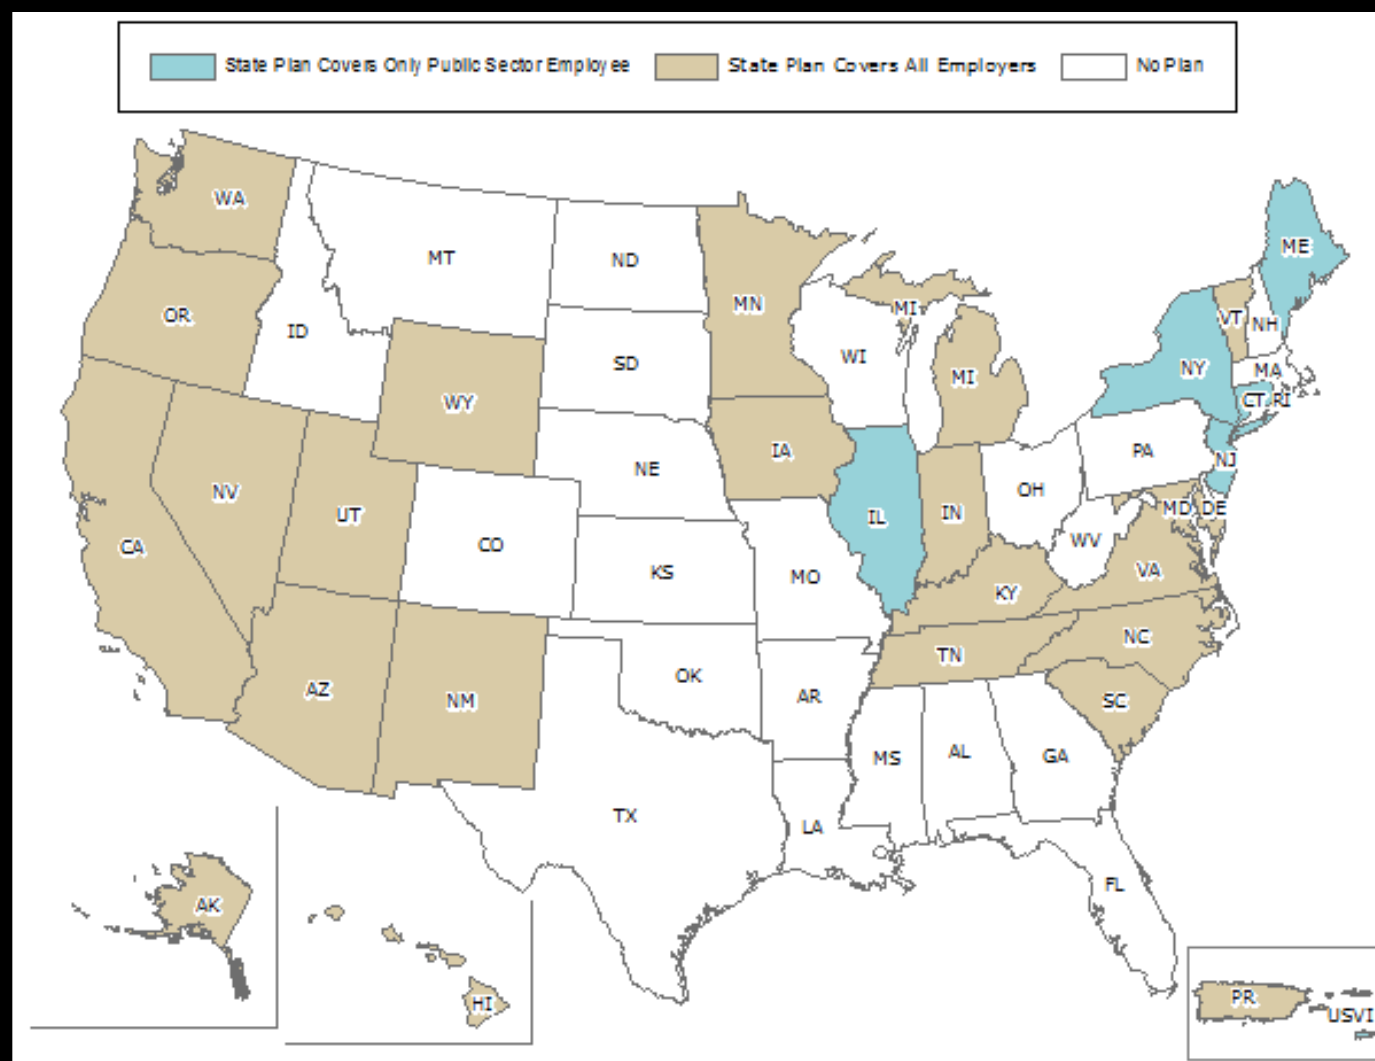 State Plan Covers Only Public Sector Employee State Plan Covers All Employers No Plan
WA
ME
MT
ND
MN
MI
OR
VT
NH
ID
WI
SD
NY
MA
MI
WY
CT RI
IA
PA
NJ
NE
NV
OH
UT
IL
IN
MD DE
CA
CO
WV
KS
MO
VA
KY
NC
TN
OK
AZ
AR
NM
SC
MS
AL
GA
TX
LA
FL
AK
HI
PR
USVI